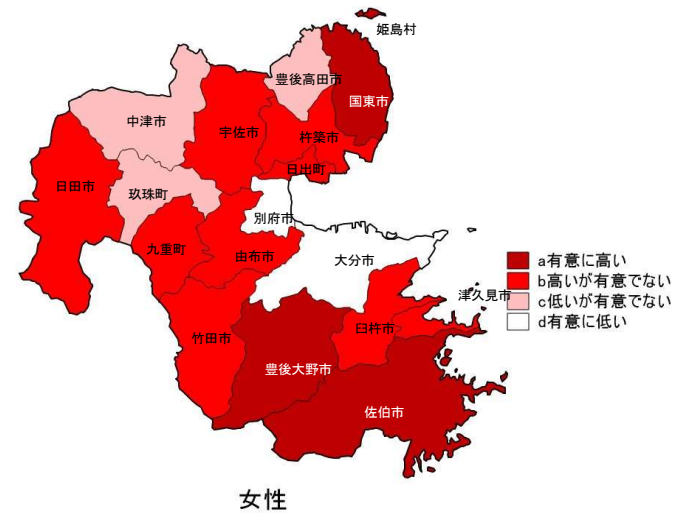 姫島村
豊後高田市
国東市
中津市
宇佐市
杵築市
日出町
日田市
玖珠町
別府市
九重町
由布市
大分市
a有意に高い
b高いが有意でない
c低いが有意でない
d有意に低い
津久見市
臼杵市
竹田市
豊後大野市
佐伯市
女性